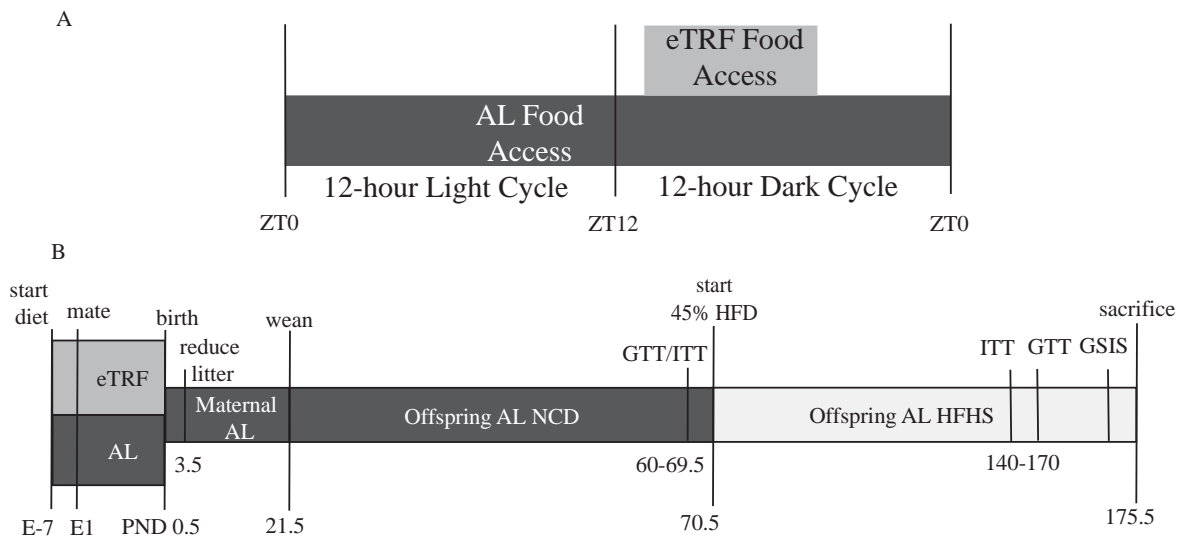 A
eTRF Food
Access
AL Food
Access
12-hour Light Cycle
12-hour Dark Cycle
ZT0
ZT12
ZT0
B
start
diet
mate
birth
reduce
litter
wean
GTT/ITT
start
45% HFD
ITT
GTT
GSIS
sacrifice
eTRF
AL
Maternal
AL
Offspring AL NCD
Offspring AL HFHS
3.5
60-69.5
140-170
E-7
E1
PND 0.5
21.5
70.5
175.5